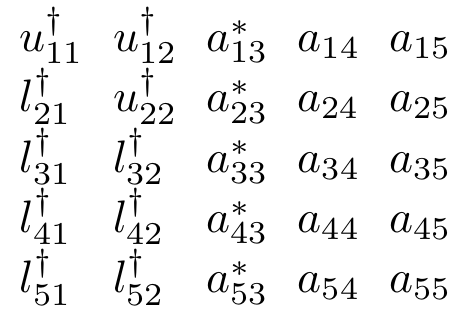 u†11 u†12 a*13 a14 a15
l†21 u†22 a*23 a24 a25
l†31 l†32 a*33 a34 a35
l†41 l†42 a*43 a44 a45
l†51 l†52 a*53 a54 a55